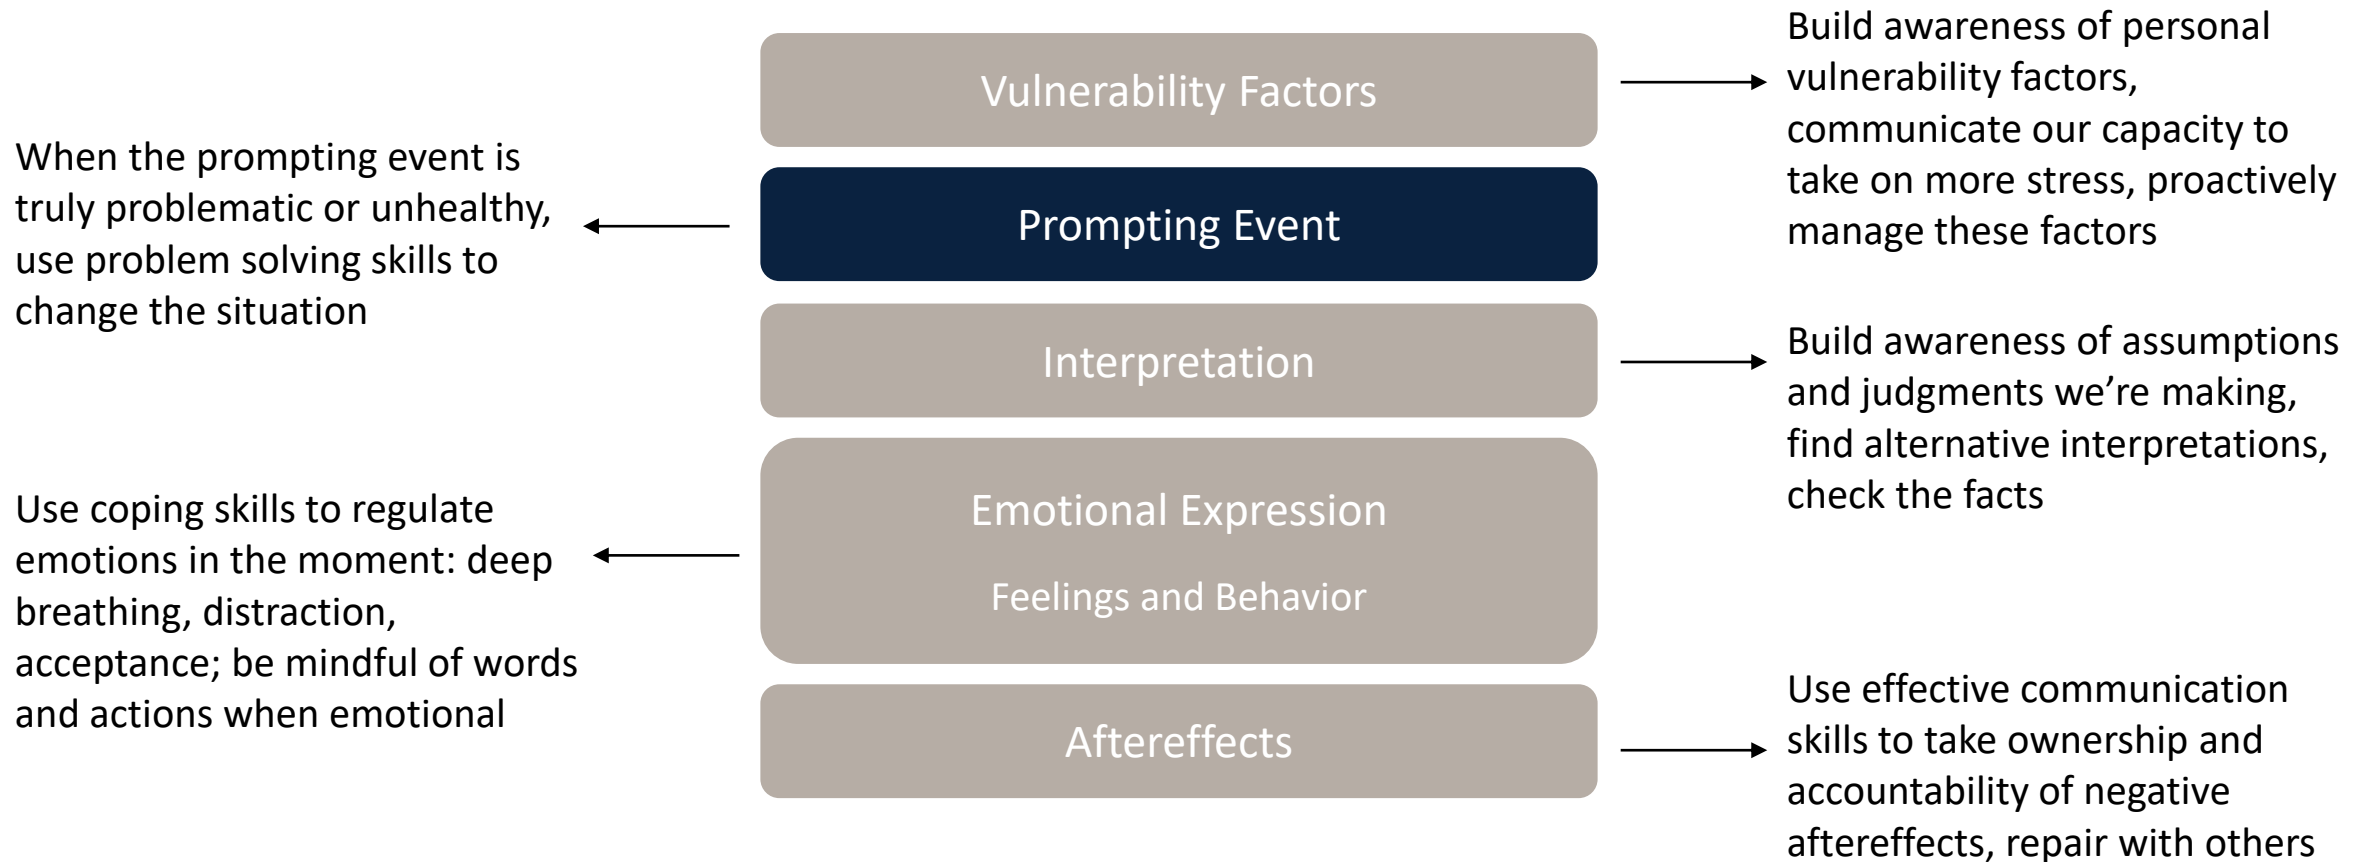 Vulnerability Factors
Build awareness of personal
vulnerability factors,
communicate our capacity to
take on more stress, proactively
manage these factors
Prompting Event
When the prompting event is
truly problematic or unhealthy,
use problem solving skills to
change the situation
Interpretation
Build awareness of assumptions
and judgments we’re making,
find alternative interpretations,
check the facts
Emotional Expression
Feelings and Behavior
Use coping skills to regulate
emotions in the moment: deep
breathing, distraction,
acceptance; be mindful of words
and actions when emotional
Aftereffects
Use effective communication
skills to take ownership and
accountability of negative
aftereffects, repair with others